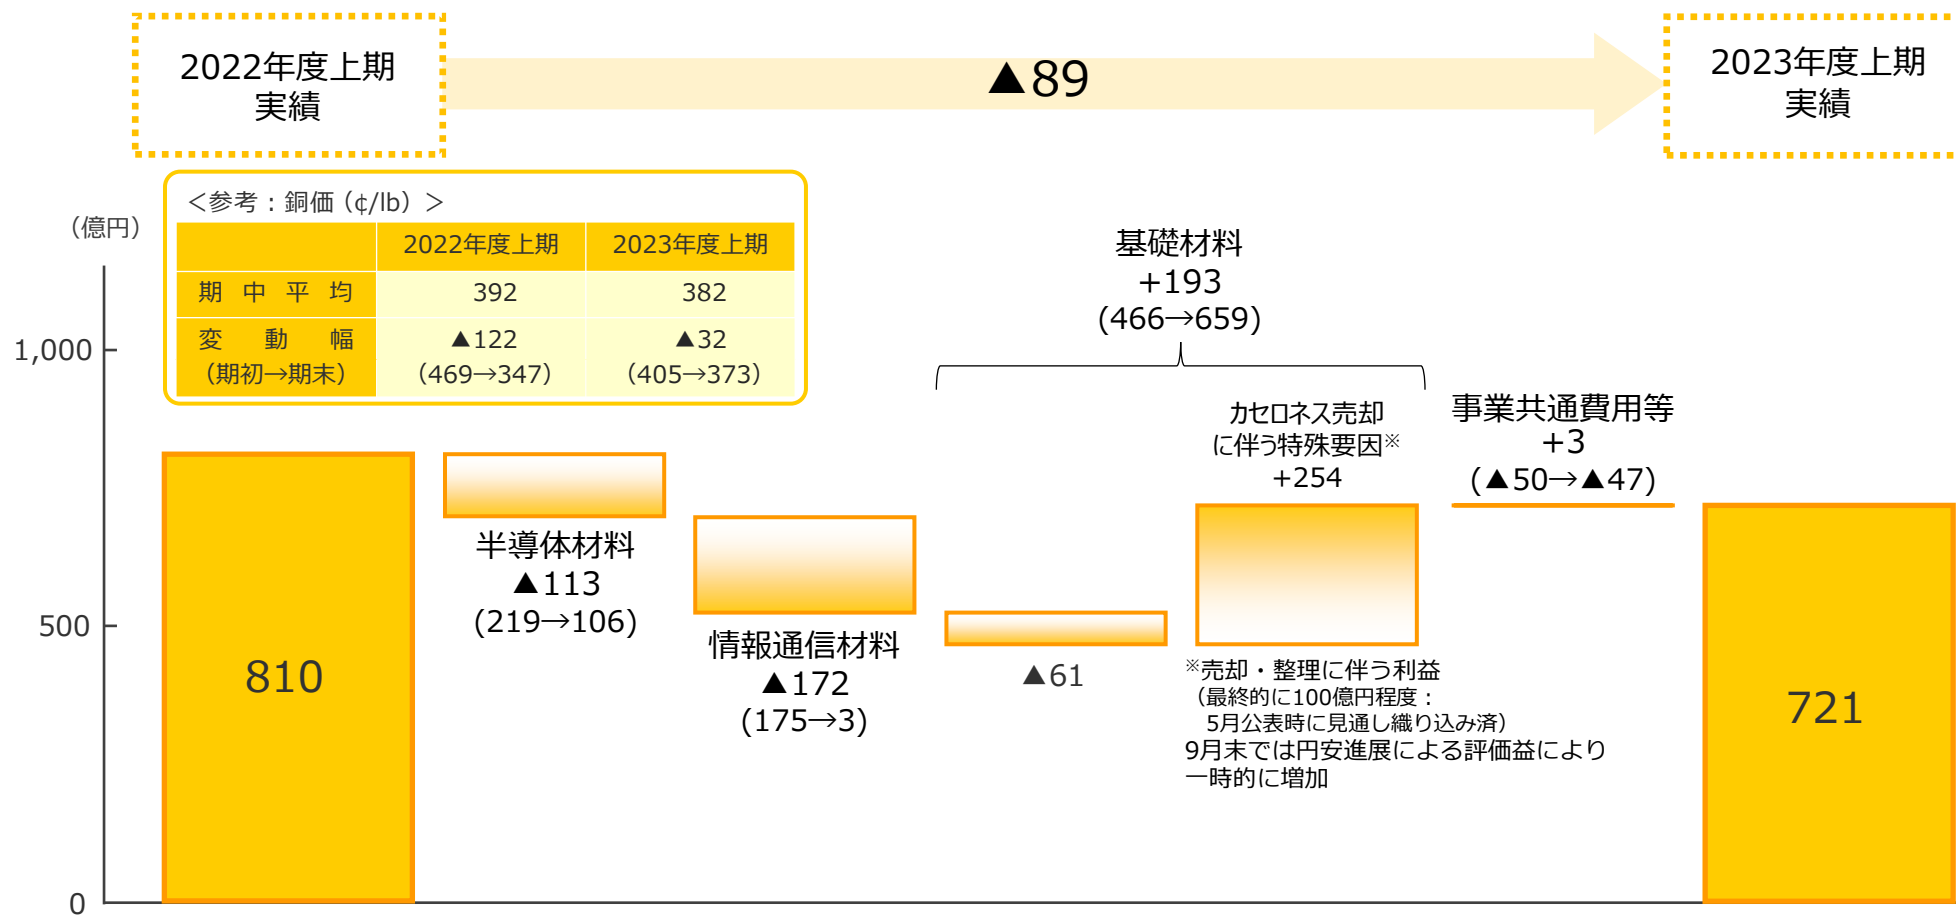 2022年度上期
実績
▲89
2023年度上期
実績
＜参考：銅価（¢/lb）＞
2022年度上期 2023年度上期
期中平均 392 382
変動幅 ▲122 ▲32
（期初→期末） (469→347) (405→373)
（億円）
1,000
500
0
810
半導体材料
▲113
(219→106)
情報通信材料
▲172
(175→3)
基礎材料
+193
(466→659)
▲61
カセロネス売却
に伴う特殊要因※
+254
※売却・整理に伴う利益
（最終的に100億円程度：
5月公表時に見通し織り込み済）
9月末では円安進展による評価益により
一時的に増加
事業共通費用等
+3
(▲50→▲47)
721